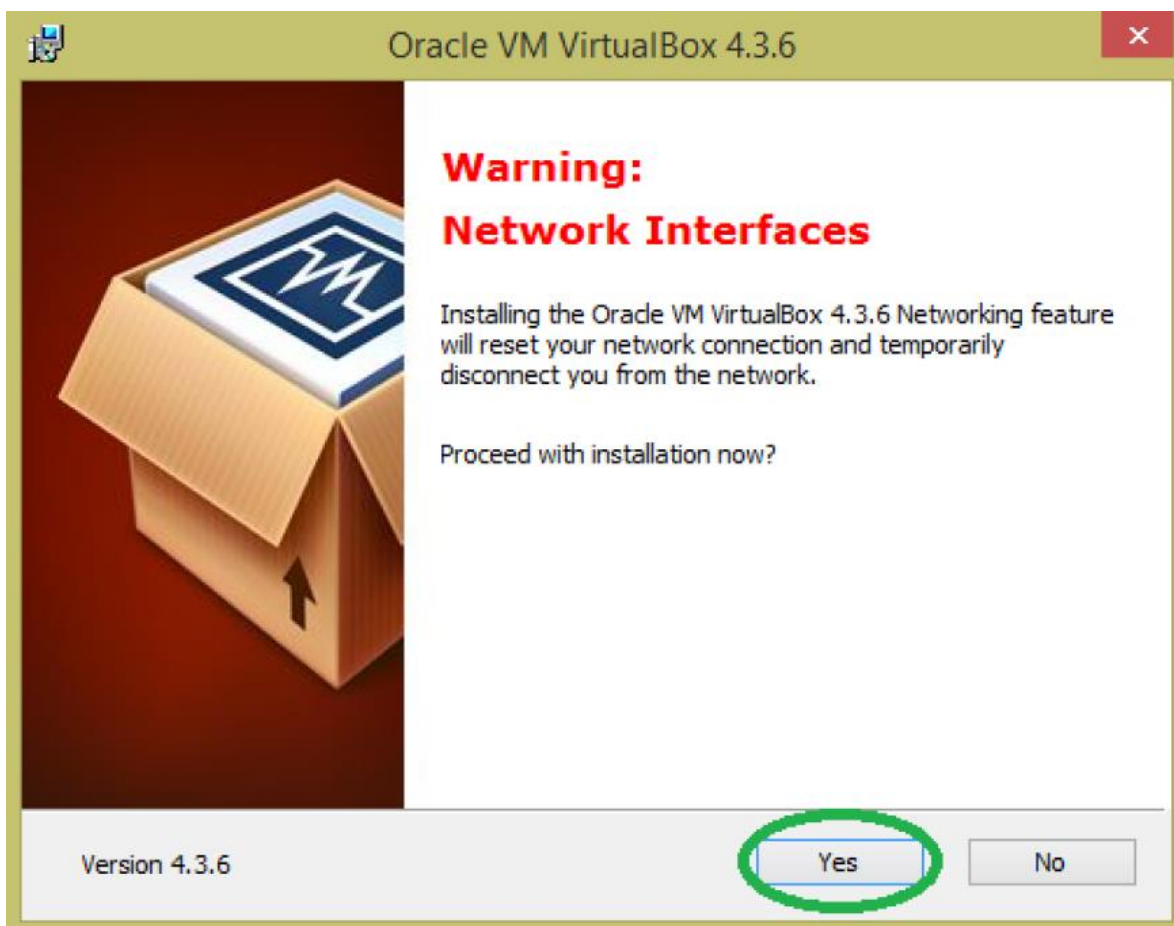 Oracle VM VirtualBox 4.3.6
Warning:
Network Interfaces
Installing the Oracle VM VirtualBox 4.3.6 Networking feature
will reset your network connection and temporarily
disconnect you from the network.
Proceed with installation now?
Version 4.3.6
Yes
No